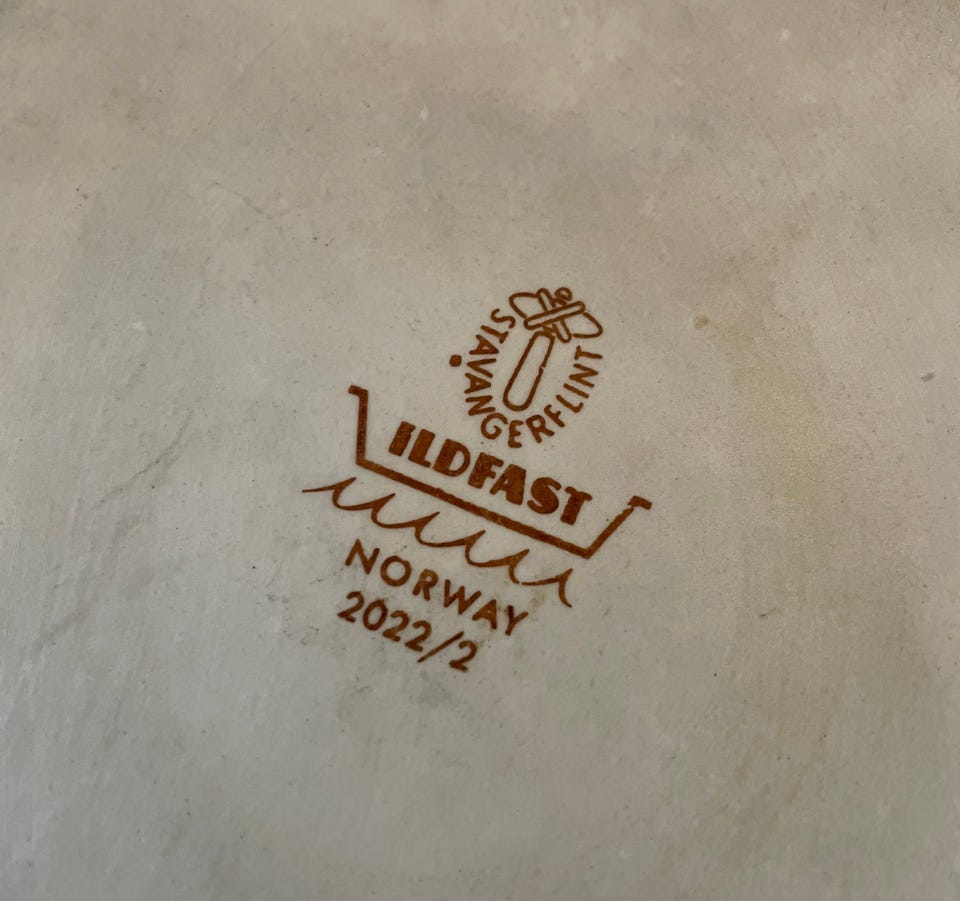 STAVANGERFLINT
ILDFAST
NORWAY
2022/2